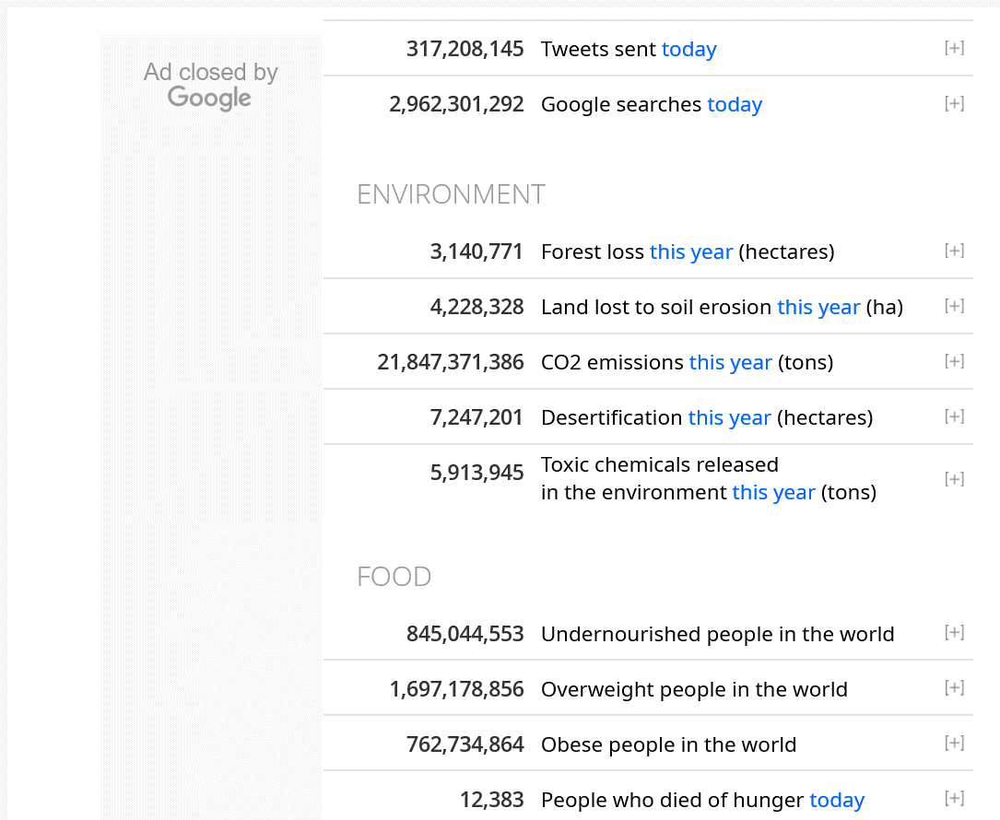 Ad closed by
Google
317,208,145 Tweets sent today [+]
2,962,301,292 Google searches today [+]
ENVIRONMENT
3,140,771 Forest loss this year (hectares) [+]
4,228,328 Land lost to soil erosion this year (ha) [+]
21,847,371,386 CO2 emissions this year (tons) [+]
7,247,201 Desertification this year (hectares) [+]
5,913,945 Toxic chemicals released
in the environment this year (tons) [+]
FOOD
845,044,553 Undernourished people in the world [+]
1,697,178,856 Overweight people in the world [+]
762,734,864 Obese people in the world [+]
12,383 People who died of hunger today [+]